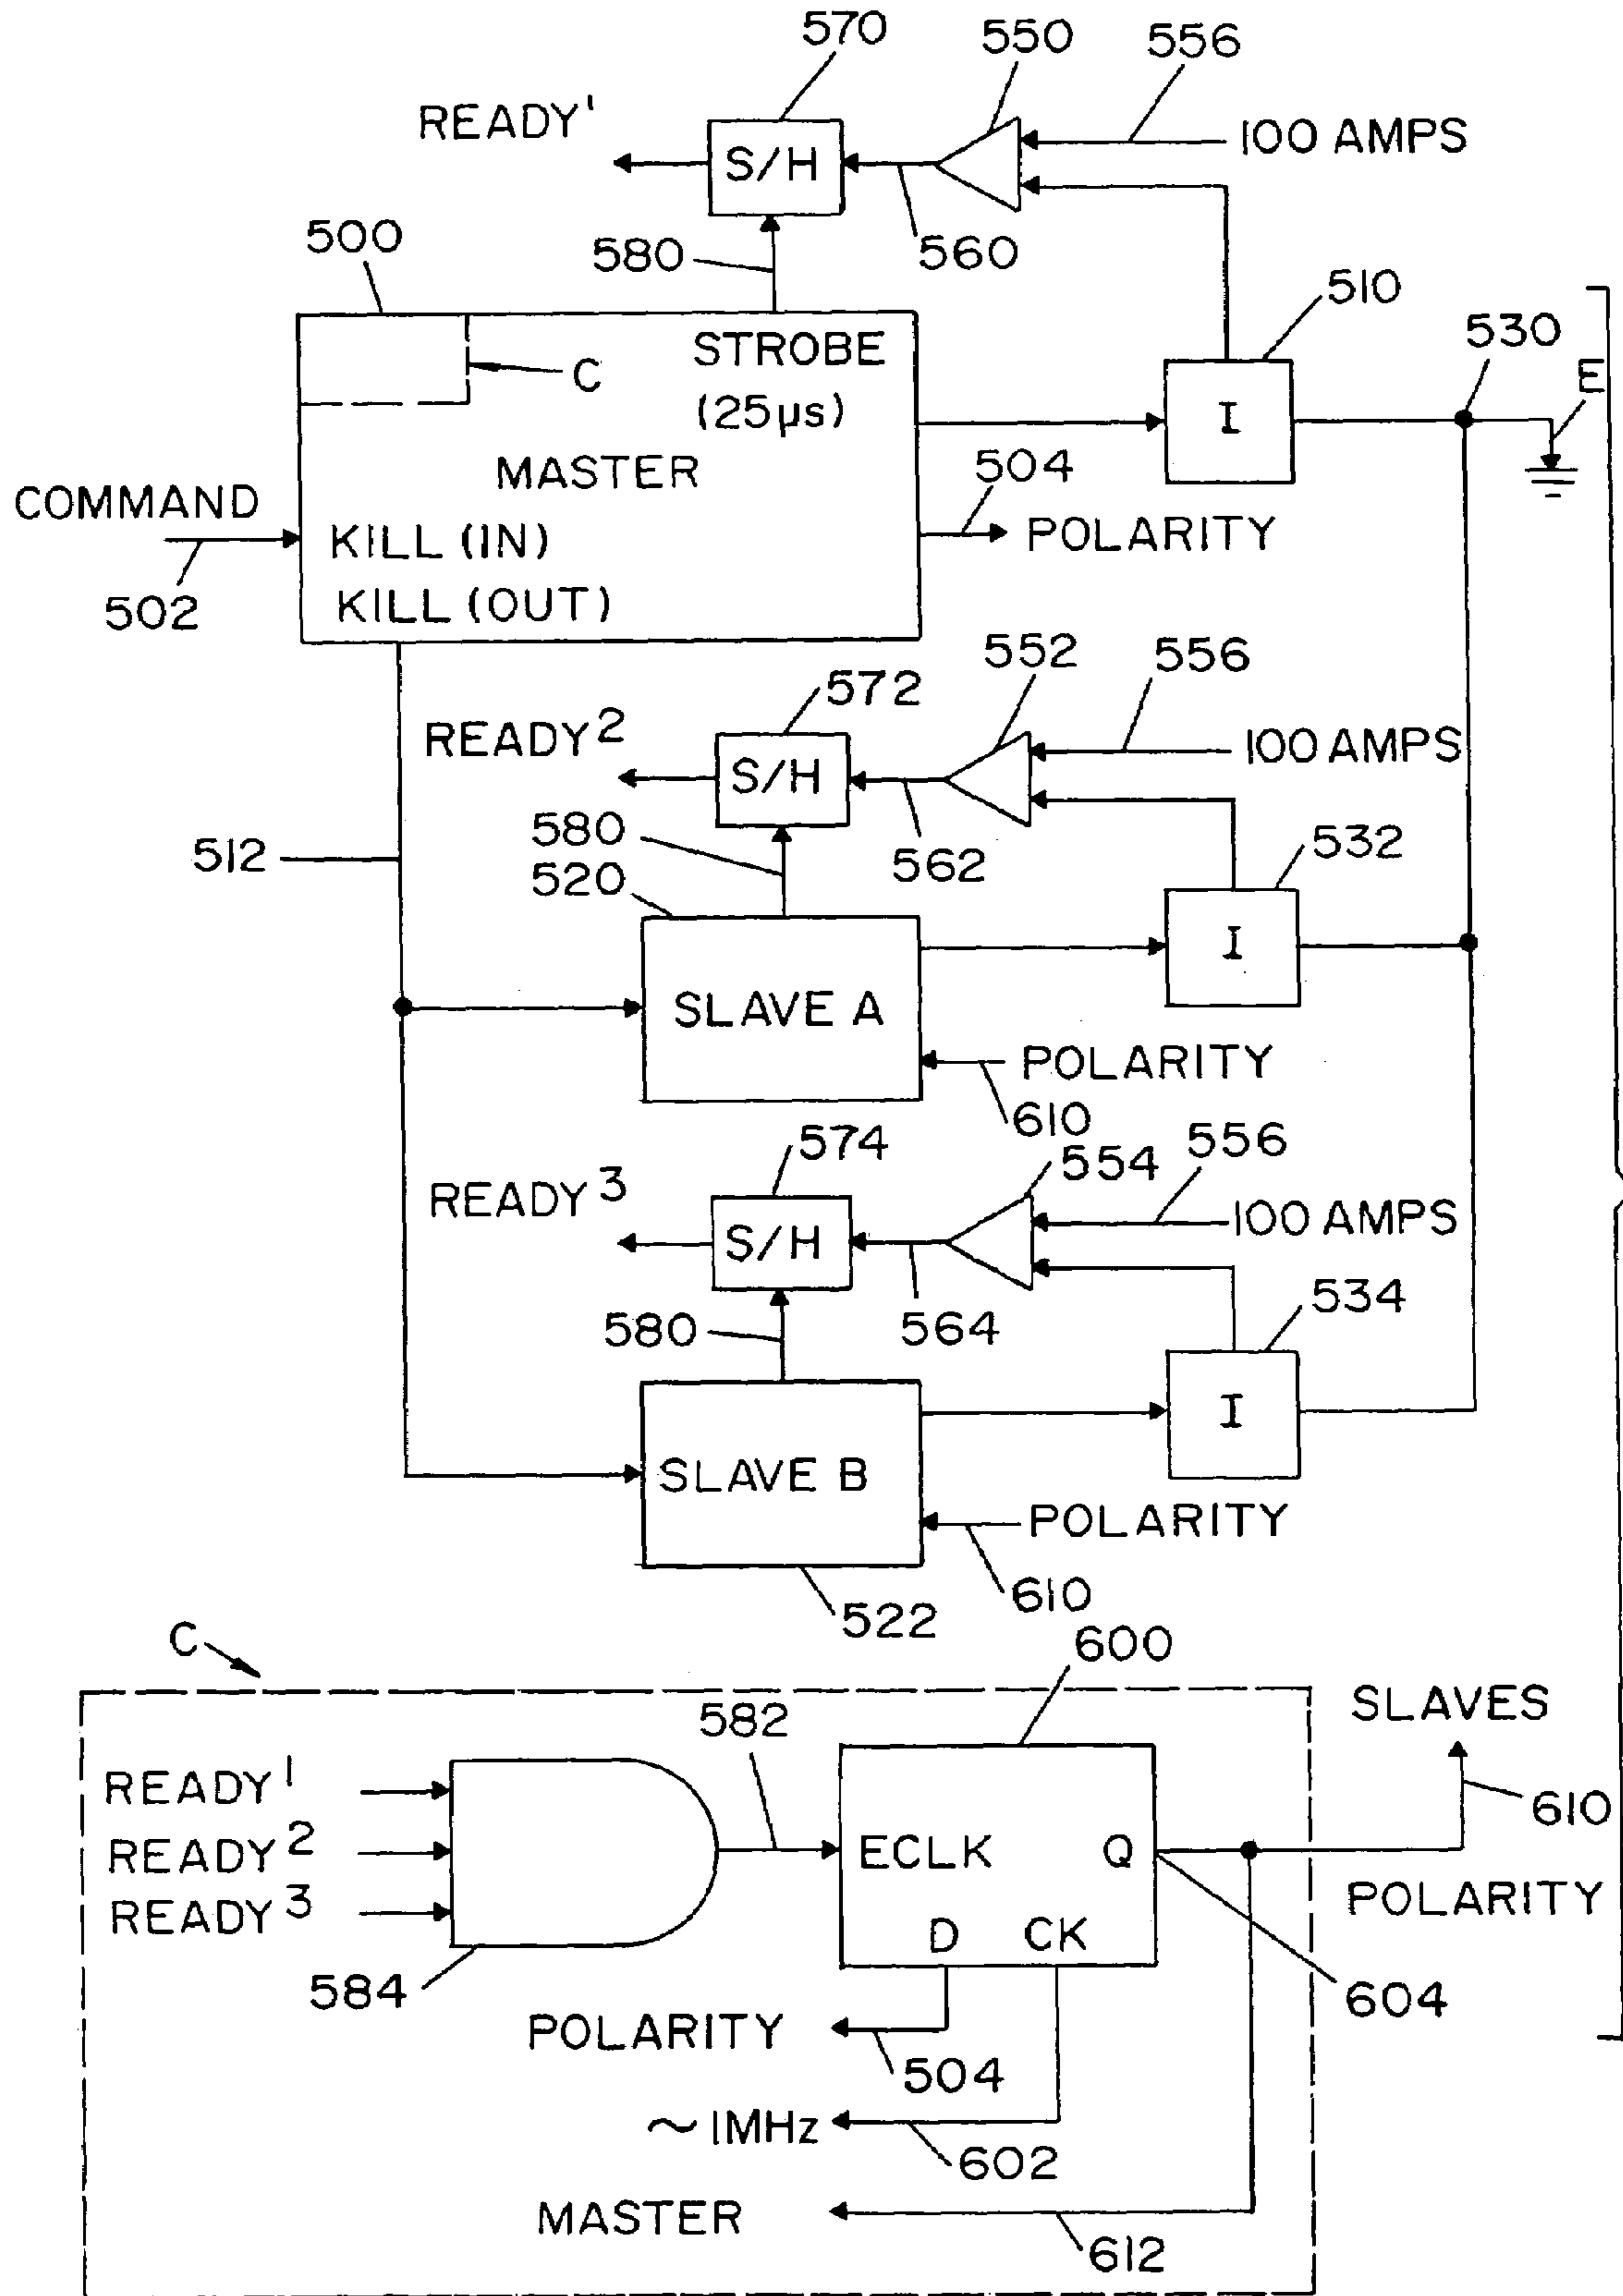 570
550
556
READY1
S/H
100 AMPS
500
580
560
510
530
STROBE
(25µs)
C
I
E
MASTER
504
COMMAND
POLARITY
KILL (IN)
KILL (OUT)
502
552
556
572
READY2
S/H
100 AMPS
580
512
520
562
532
I
SLAVE A
POLARITY
610
574
554
556
READY3
S/H
100 AMPS
580
564
534
I
SLAVE B
POLARITY
610
522
C
600
582
SLAVES
READY1
610
READY2
ECLK
Q
READY3
POLARITY
D
CK
584
604
POLARITY
504
~1MHz
602
MASTER
612